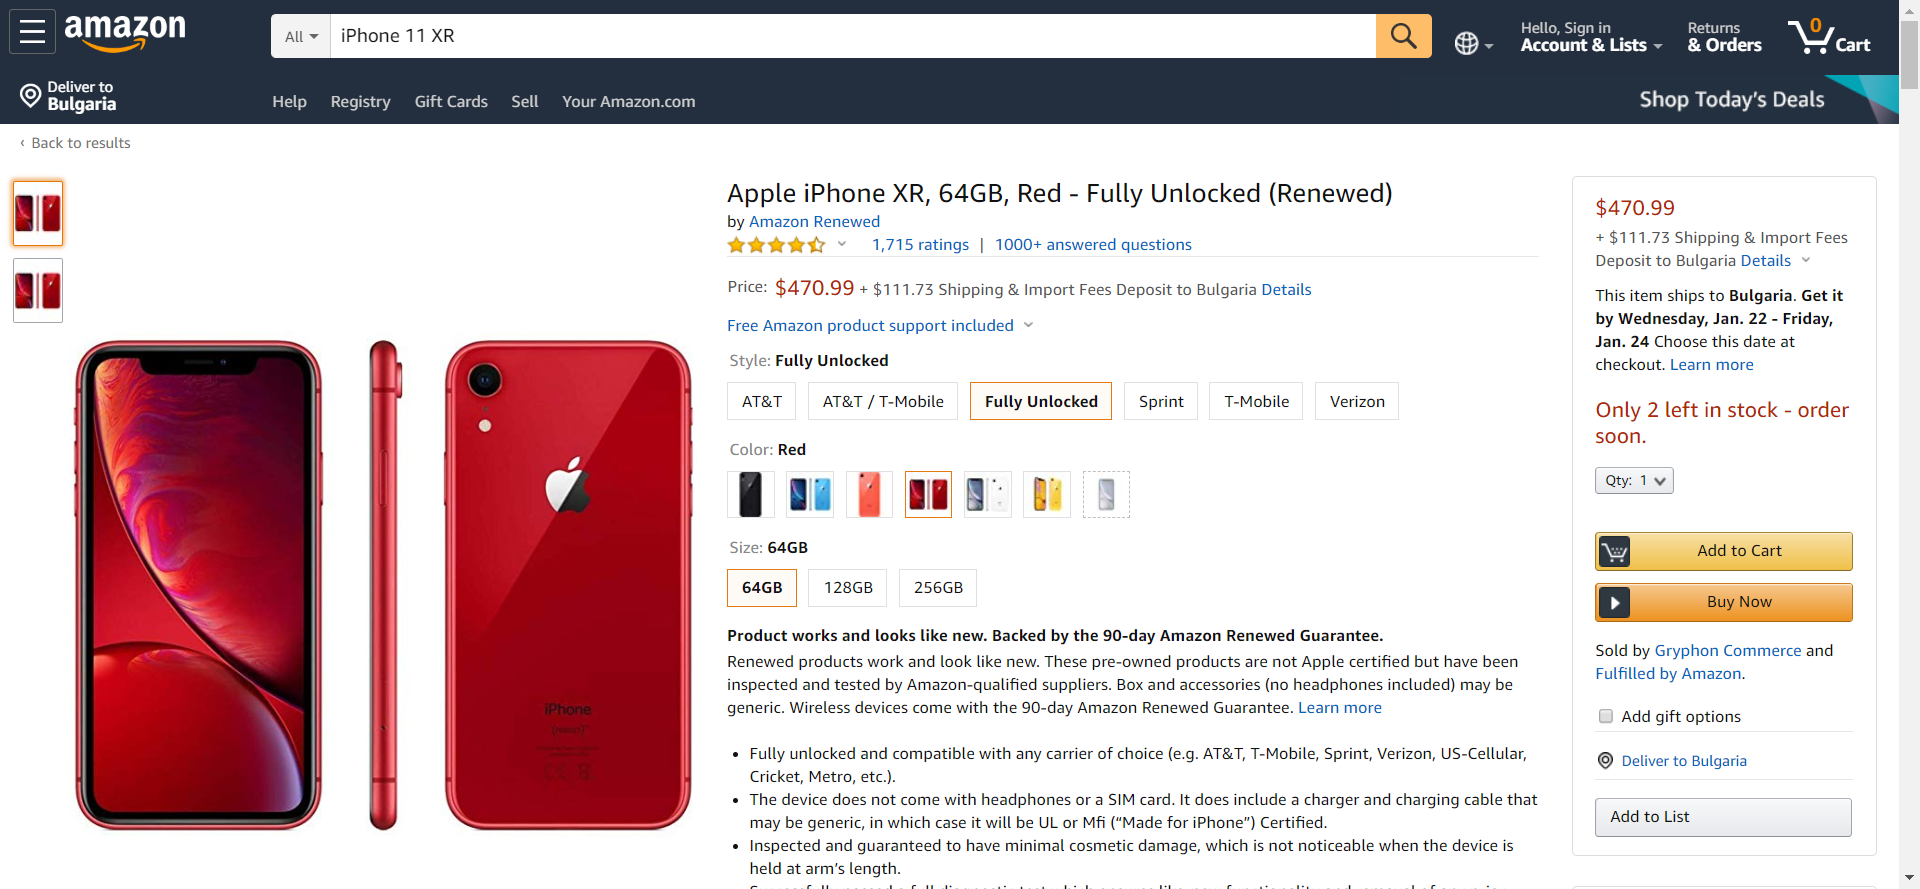 amazon
All
iPhone 11 XR
Hello, Sign in
Account & Lists
Returns
& Orders
0
Cart
Deliver to
Bulgaria
Help
Registry
Gift Cards
Sell
Your Amazon.com
Shop Today's Deals
‹ Back to results
Apple iPhone XR, 64GB, Red - Fully Unlocked (Renewed)
by Amazon Renewed
1,715 ratings | 1000+ answered questions
Price: $470.99 + $111.73 Shipping & Import Fees Deposit to Bulgaria Details
Free Amazon product support included
Style: Fully Unlocked
AT&T
AT&T / T-Mobile
Fully Unlocked
Sprint
T-Mobile
Verizon
Color: Red
Size: 64GB
64GB
128GB
256GB
Product works and looks like new. Backed by the 90-day Amazon Renewed Guarantee.
Renewed products work and look like new. These pre-owned products are not Apple certified but have been
inspected and tested by Amazon-qualified suppliers. Box and accessories (no headphones included) may be
generic. Wireless devices come with the 90-day Amazon Renewed Guarantee. Learn more
• Fully unlocked and compatible with any carrier of choice (e.g. AT&T, T-Mobile, Sprint, Verizon, US-Cellular,
Cricket, Metro, etc.).
• The device does not come with headphones or a SIM card. It does include a charger and charging cable that
may be generic, in which case it will be UL or Mfi (“Made for iPhone”) Certified.
• Inspected and guaranteed to have minimal cosmetic damage, which is not noticeable when the device is
held at arm’s length.
iPhone
$470.99
+ $111.73 Shipping & Import Fees
Deposit to Bulgaria Details
This item ships to Bulgaria. Get it
by Wednesday, Jan. 22 - Friday,
Jan. 24 Choose this date at
checkout. Learn more
Only 2 left in stock - order
soon.
Qty: 1
Add to Cart
Buy Now
Sold by Gryphon Commerce and
Fulfilled by Amazon.
Add gift options
Deliver to Bulgaria
Add to List